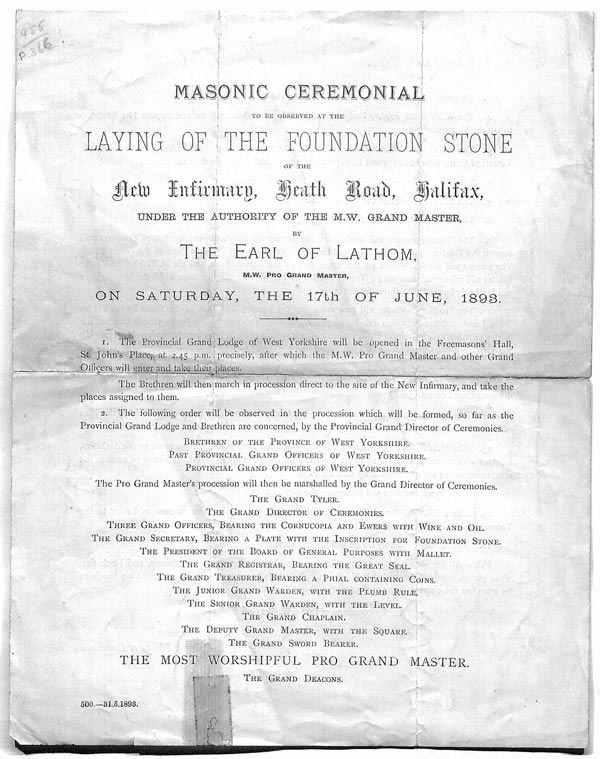 955
P.316
MASONIC CEREMONIAL
TO BE OBSERVED AT THE
LAYING OF THE FOUNDATION STONE
OF THE
New Infirmary, Heath Road, Halifax,
UNDER THE AUTHORITY OF THE M.W. GRAND MASTER,
BY
THE EARL OF LATHOM,
M.W. PRO GRAND MASTER,
ON SATURDAY, THE 17th OF JUNE, 1893.
1. The Provincial Grand Lodge of West Yorkshire will be opened in the Freemasons' Hall,
St. John's Place, at 2.45 p.m. precisely, after which the M.W. Pro Grand Master and other Grand
Officers will enter and take their places.
The Brethren will then march in procession direct to the site of the New Infirmary, and take the
places assigned to them.
2. The following order will be observed in the procession which will be formed, so far as the
Provincial Grand Lodge and Brethren are concerned, by the Provincial Grand Director of Ceremonies.
BRETHREN OF THE PROVINCE OF WEST YORKSHIRE.
PAST PROVINCIAL GRAND OFFICERS OF WEST YORKSHIRE.
PROVINCIAL GRAND OFFICERS OF WEST YORKSHIRE.
The Pro Grand Master's procession will then be marshalled by the Grand Director of Ceremonies.
THE GRAND TYLER.
THE GRAND DIRECTOR OF CEREMONIES.
THREE GRAND OFFICERS, BEARING THE CORNUCOPIA AND EWERS WITH WINE AND OIL.
THE GRAND SECRETARY, BEARING A PLATE WITH THE INSCRIPTION FOR FOUNDATION STONE.
THE PRESIDENT OF THE BOARD OF GENERAL PURPOSES WITH MALLET.
THE GRAND REGISTRAR, BEARING THE GREAT SEAL.
THE GRAND TREASURER, BEARING A PHIAL CONTAINING COINS.
THE JUNIOR GRAND WARDEN, WITH THE PLUMB RULE.
THE SENIOR GRAND WARDEN, WITH THE LEVEL.
THE GRAND CHAPLAIN.
THE DEPUTY GRAND MASTER, WITH THE SQUARE.
THE GRAND SWORD BEARER.
THE MOST WORSHIPFUL PRO GRAND MASTER.
THE GRAND DEACONS.
500.—31.5.1893.